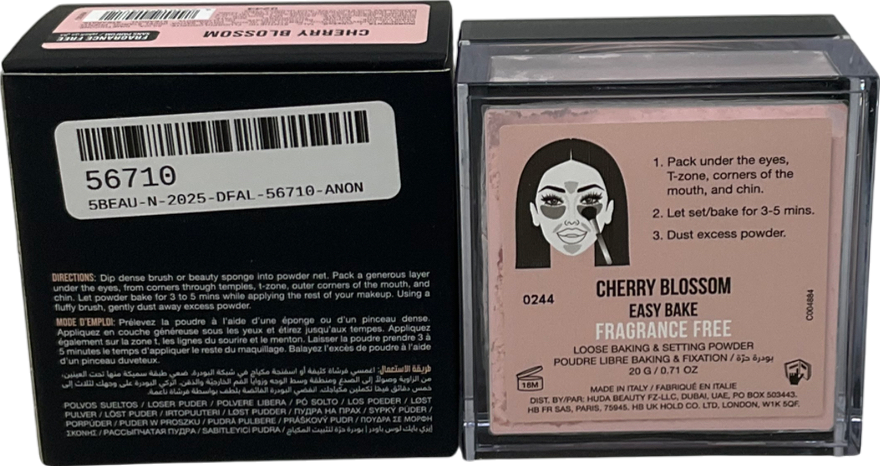 FRAGRANCE FREE
CHERRY BLOSSOM
56710
5BEAU-N-2025-DFAL-56710-ANON
DIRECTIONS: Dip dense brush or beauty sponge into powder net. Pack a generous layer
under the eyes, from corners through temples, t-zone, outer corners of the mouth, and
chin. Let powder bake for 3 to 5 mins while applying the rest of your makeup. Using a
fluffy brush, gently dust away excess powder.
MODE D'EMPLOI: Prélevez la poudre à l'aide d'une éponge ou d'un pinceau dense.
Appliquez en couche généreuse sous les yeux et étirez jusqu'aux tempes. Appliquez
également sur la zone t, les lignes du sourire et le menton. Laisser la poudre prendre 3 à
5 minutes le temps d'appliquer le reste du maquillage. Balayez l'excès de poudre à l'aide
d'un pinceau duveteux.
POLVOS SUELTOS / LOSER PUDER / POLVERE LIBERA / PÓ SOLTO / LOS POEDER / LØST
PULVER / LÖST PUDER / IRTOPUUTERI / LØST PUDDER / ПУДРА НА ПРАХ / SYPKÝ PÚDER /
PORPÚDER / PUDER W PROSZKU / PUDRĂ PULBERE / PRÁŠKOVÝ PUDR / ΠΟΥΔΡΑ ΣΕ ΜΟΡΦΗ
ΣΚΟΝΗΣ / РАССЫПЧАТАЯ ПУДРА / SABITLEYICI PUDRA /
1. Pack under the eyes,
T-zone, corners of the
mouth, and chin.
2. Let set/bake for 3-5 mins.
3. Dust excess powder.
0244
CHERRY BLOSSOM
EASY BAKE
FRAGRANCE FREE
LOOSE BAKING & SETTING POWDER
POUDRE LIBRE BAKING & FIXATION / بودرة حرّة
20 G / 0.71 OZ
C004884
18M
MADE IN ITALY / FABRIQUÉ EN ITALIE
DIST. BY/PAR: HUDA BEAUTY FZ-LLC, DUBAI, UAE, PO BOX 503443.
HB FR SAS, PARIS, 75945. HB UK HOLD CO. LTD, LONDON, W1K 5QF.